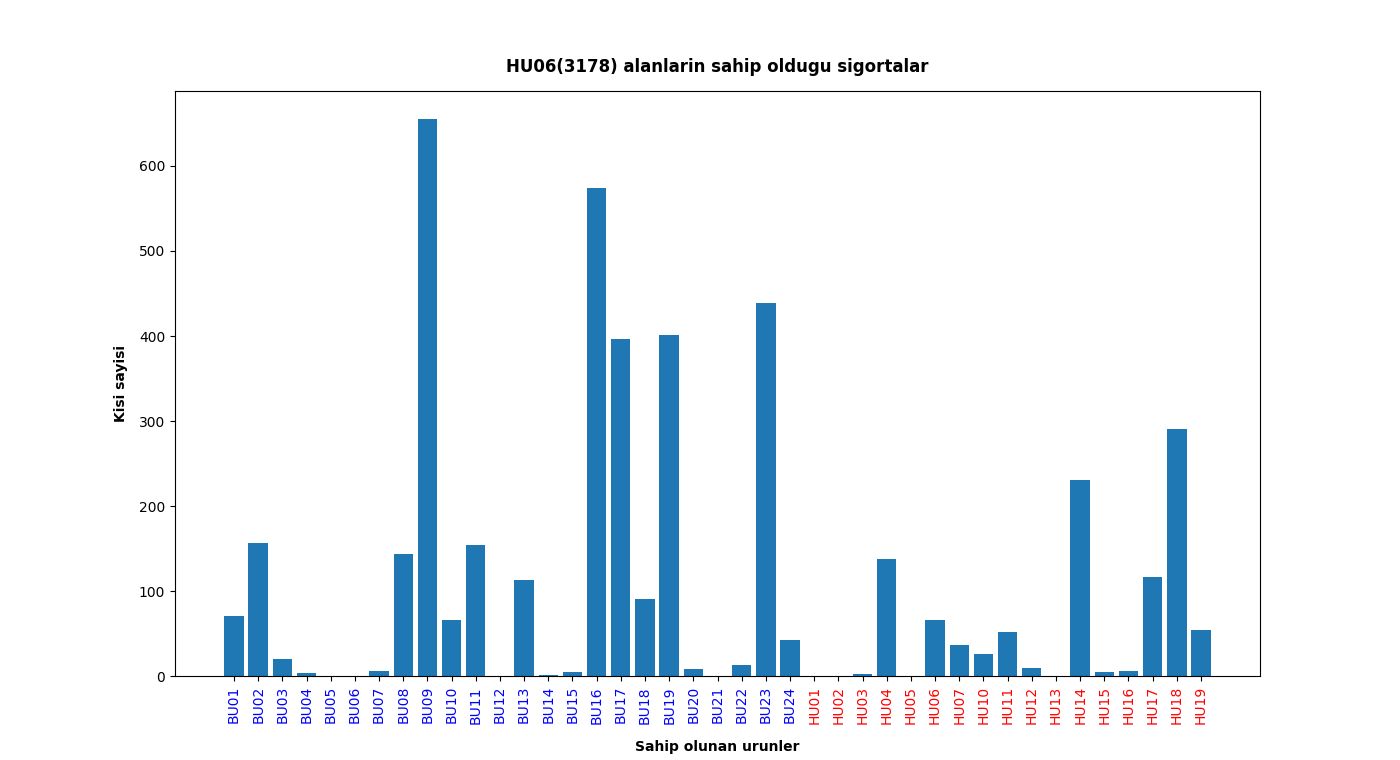 HU06(3178) alanlarin sahip oldugu sigortalar
600
500
400
300
200
100
0
Kisi sayisi
BU01 BU02 BU03 BU04 BU05 BU06 BU07 BU08 BU09 BU10 BU11 BU12 BU13 BU14 BU15 BU16 BU17 BU18 BU19 BU20 BU21 BU22 BU23 BU24 HU01 HU02 HU03 HU04 HU05 HU06 HU07 HU10 HU11 HU12 HU13 HU14 HU15 HU16 HU17 HU18 HU19
Sahip olunan urunler